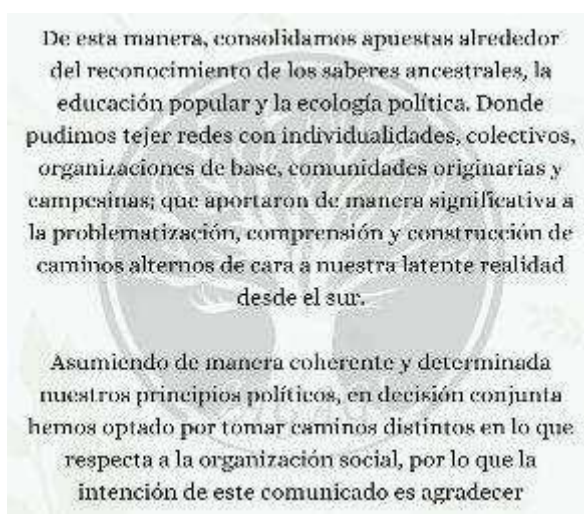 De esta manera, consolidamos apuestas alrededor
del reconocimiento de los saberes ancestrales, la
educación popular y la ecología política. Donde
pudimos tejer redes con individualidades, colectivos,
organizaciones de base, comunidades originarias y
campesinas; que aportaron de manera significativa a
la problematización, comprensión y construcción de
caminos alternos de cara a nuestra latente realidad
desde el sur.
Asumiendo de manera coherente y determinada
nuestros principios políticos, en decisión conjunta
hemos optado por tomar caminos distintos en lo que
respecta a la organización social, por lo que la
intención de este comunicado es agradecer